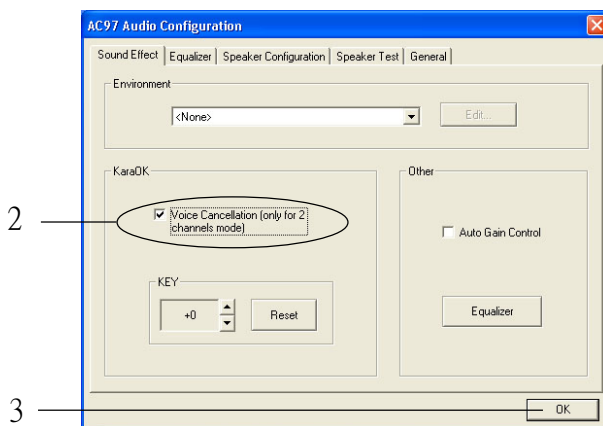 AC97 Audio Configuration
Sound Effect Equalizer Speaker Configuration Speaker Test General
Environment
<None>
Edit...
KaraOK
Other
2
Voice Cancellation (only for 2
channels mode)
Auto Gain Control
KEY
+0
Reset
Equalizer
3
OK